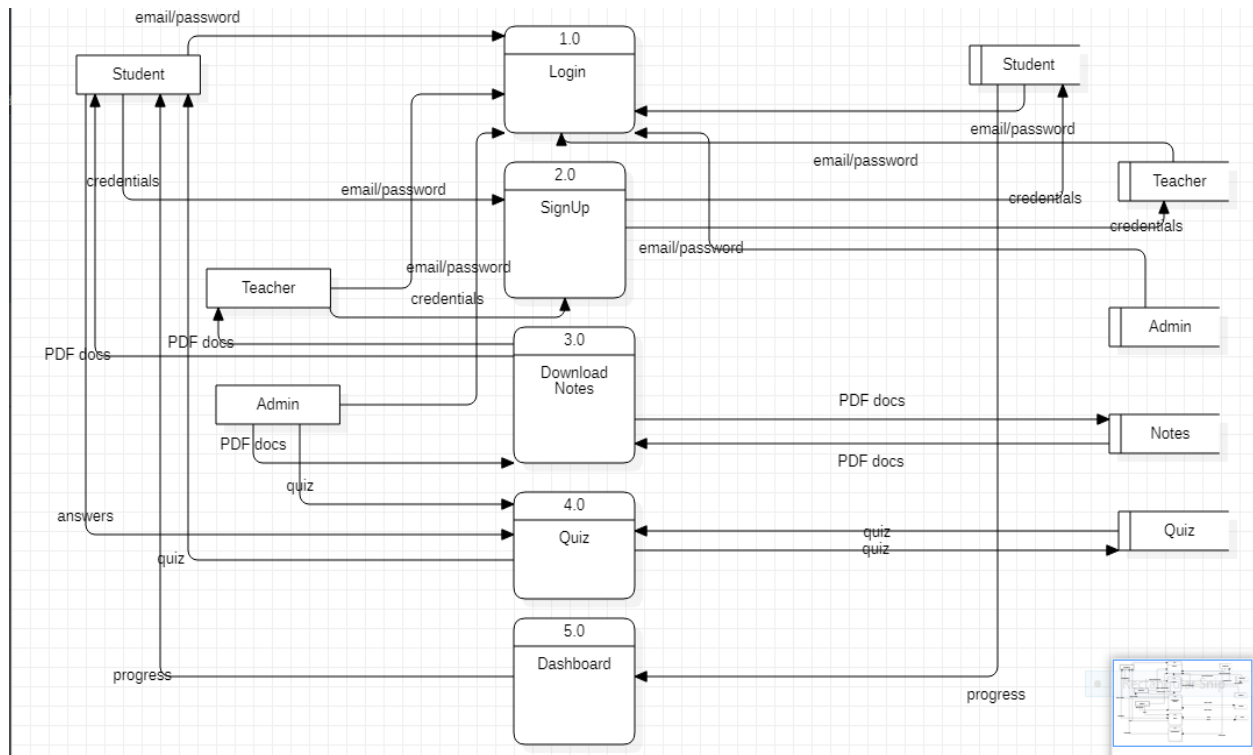 email/password
1.0
Login
Student
Student
email/password
email/password
2.0
SignUp
Teacher
credentials
email/password
credentials
credentials
email/password
email/password
Teacher
credentials
Admin
PDF docs
PDF docs
3.0
Download
Notes
Admin
PDF docs
Notes
PDF docs
PDF docs
quiz
4.0
Quiz
answers
quiz
quiz
Quiz
quiz
5.0
Dashboard
progress
progress